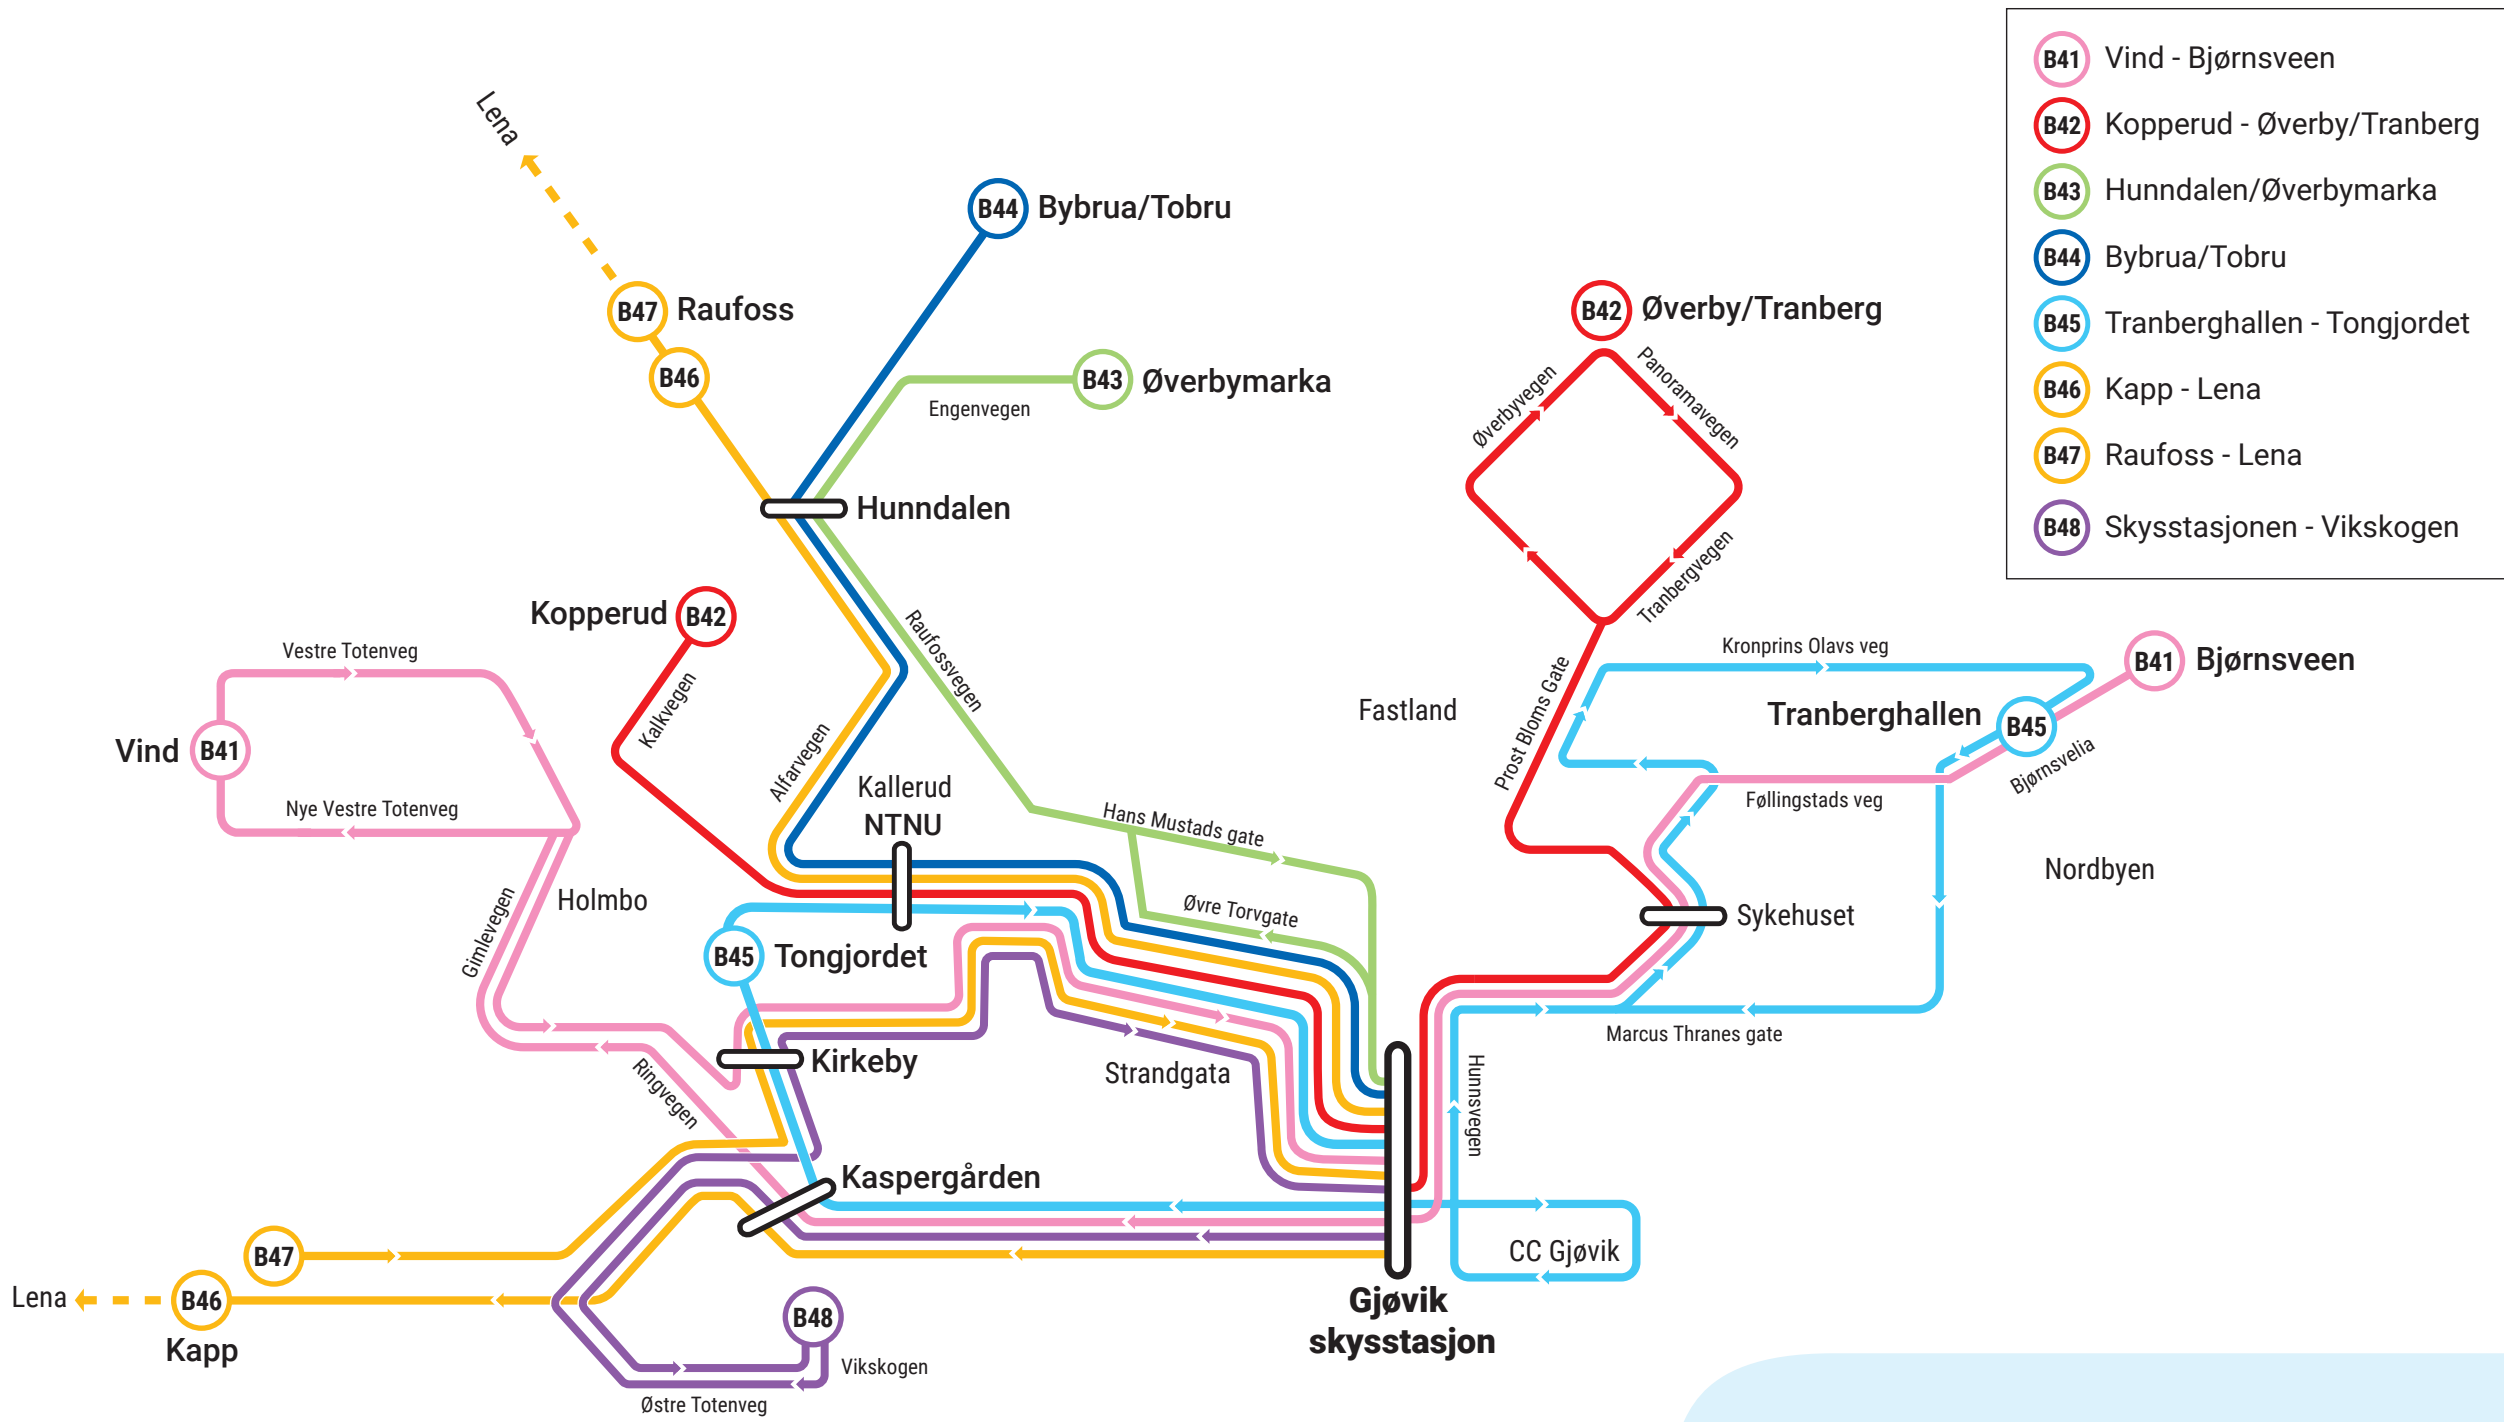 B41 Vind - Bjørnsveen
B42 Kopperud - Øverby/Tranberg
B43 Hunndalen/Øverbymarka
B44 Bybrua/Tobru
B45 Tranberghallen - Tongjordet
B46 Kapp - Lena
B47 Raufoss - Lena
B48 Skysstasjonen - Vikskogen
Lena
B44 Bybrua/Tobru
B47 Raufoss
B42 Øverby/Tranberg
B46
B43 Øverbymarka
Engenvegen
Øverbyvegen
Panoramavegen
Hunndalen
Tranbergvegen
Kopperud B42
Raufossvegen
Vestre Totenveg
Kronprins Olavs veg
B41 Bjørnsveen
Kalkvegen
Fastland
Prost Bloms Gate
Tranberghallen B45
Vind B41
Bjørnsvelia
Alfarvegen
Kallerud
NTNU
Nye Vestre Totenveg
Hans Mustads gate
Føllingstads veg
Nordbyen
Holmbo
Gimlevegen
Øvre Torvgate
Sykehuset
B45 Tongjordet
Marcus Thranes gate
Kirkeby
Strandgata
Ringvegen
Hunnsvegen
Kaspergården
B47
CC Gjøvik
Lena
B46
Kapp
B48
Gjøvik
skysstasjon
Vikskogen
Østre Totenveg